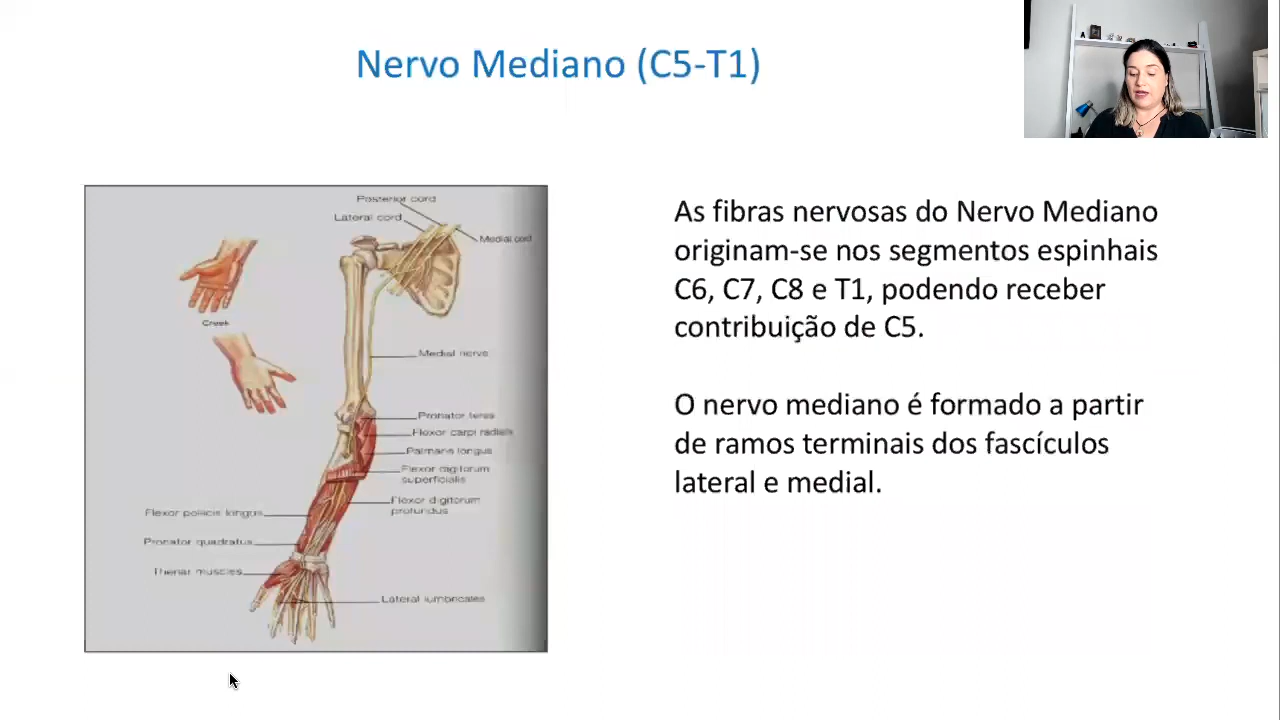 Nervo Mediano (C5-T1)
Posterior cord
Lateral cord
Medial cord
Creek
Medial nerve
Pronator teres
Flexor carpi radialis
Palmaris longus
Flexor digitorum
superficialis
Flexor digitorum
profundus
Flexor pollicis longus
Pronator quadratus
Thenar muscles
Lateral lumbricales
As fibras nervosas do Nervo Mediano
originam-se nos segmentos espinhais
C6, C7, C8 e T1, podendo receber
contribuição de C5.
O nervo mediano é formado a partir
de ramos terminais dos fascículos
lateral e medial.